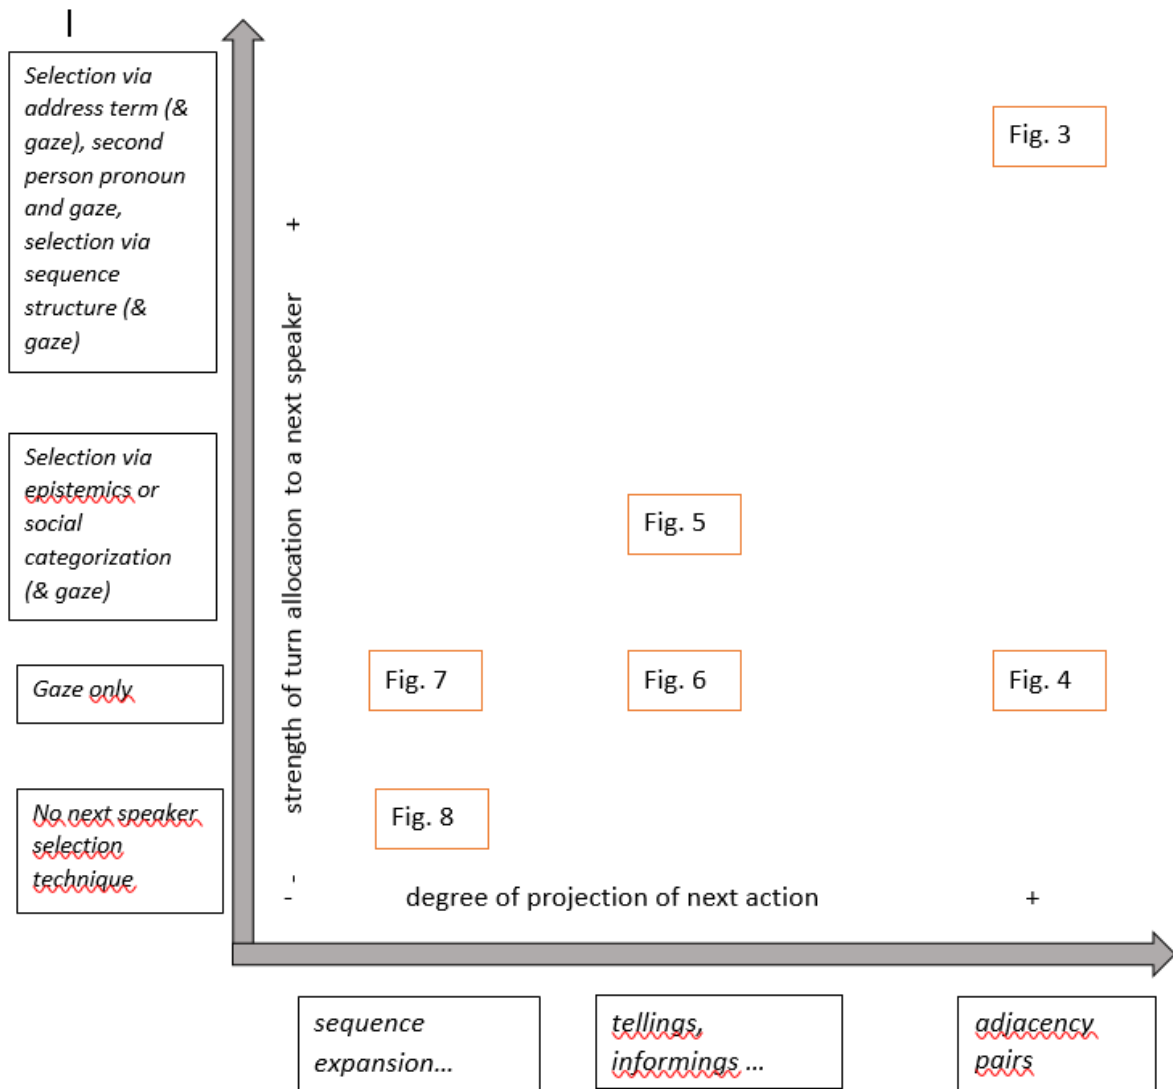 |
Selection via
address term (&
gaze), second
person pronoun
and gaze,
selection via
sequence
structure (&
gaze)
Selection via
epistemics or
social
categorization
(& gaze)
Gaze only
No next speaker
selection
technique
- strength of turn allocation to a next speaker +
Fig. 3
Fig. 5
Fig. 7
Fig. 6
Fig. 4
Fig. 8
- degree of projection of next action +
sequence
expansion...
tellings,
informings ...
adjacency
pairs